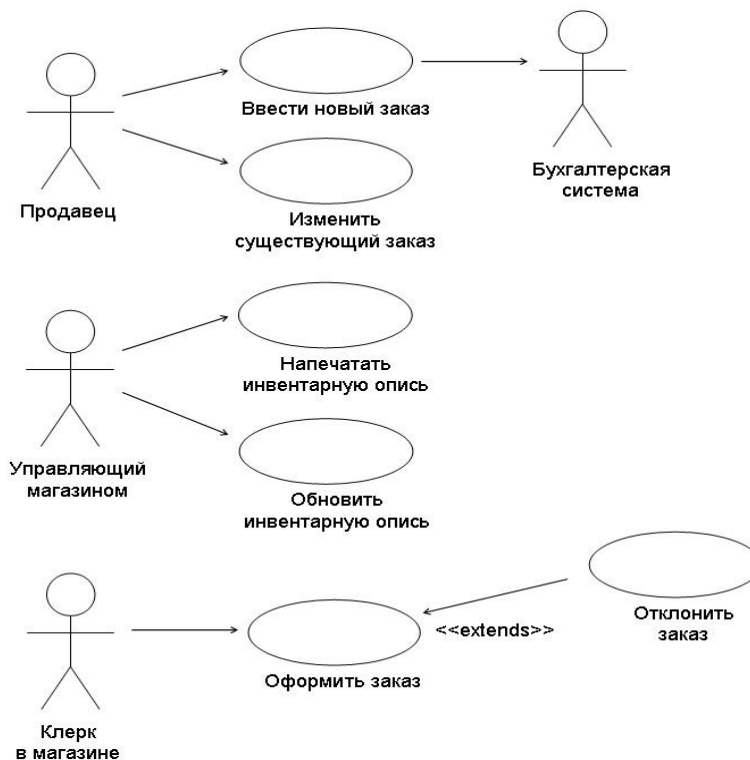 Ввести новый заказ
Бухгалтерская
система
Продавец
Изменить
существующий заказ
Напечатать
инвентарную опись
Управляющий
магазином
Обновить
инвентарную опись
Отклонить
заказ
<<extends>>
Оформить заказ
Клерк
в магазине